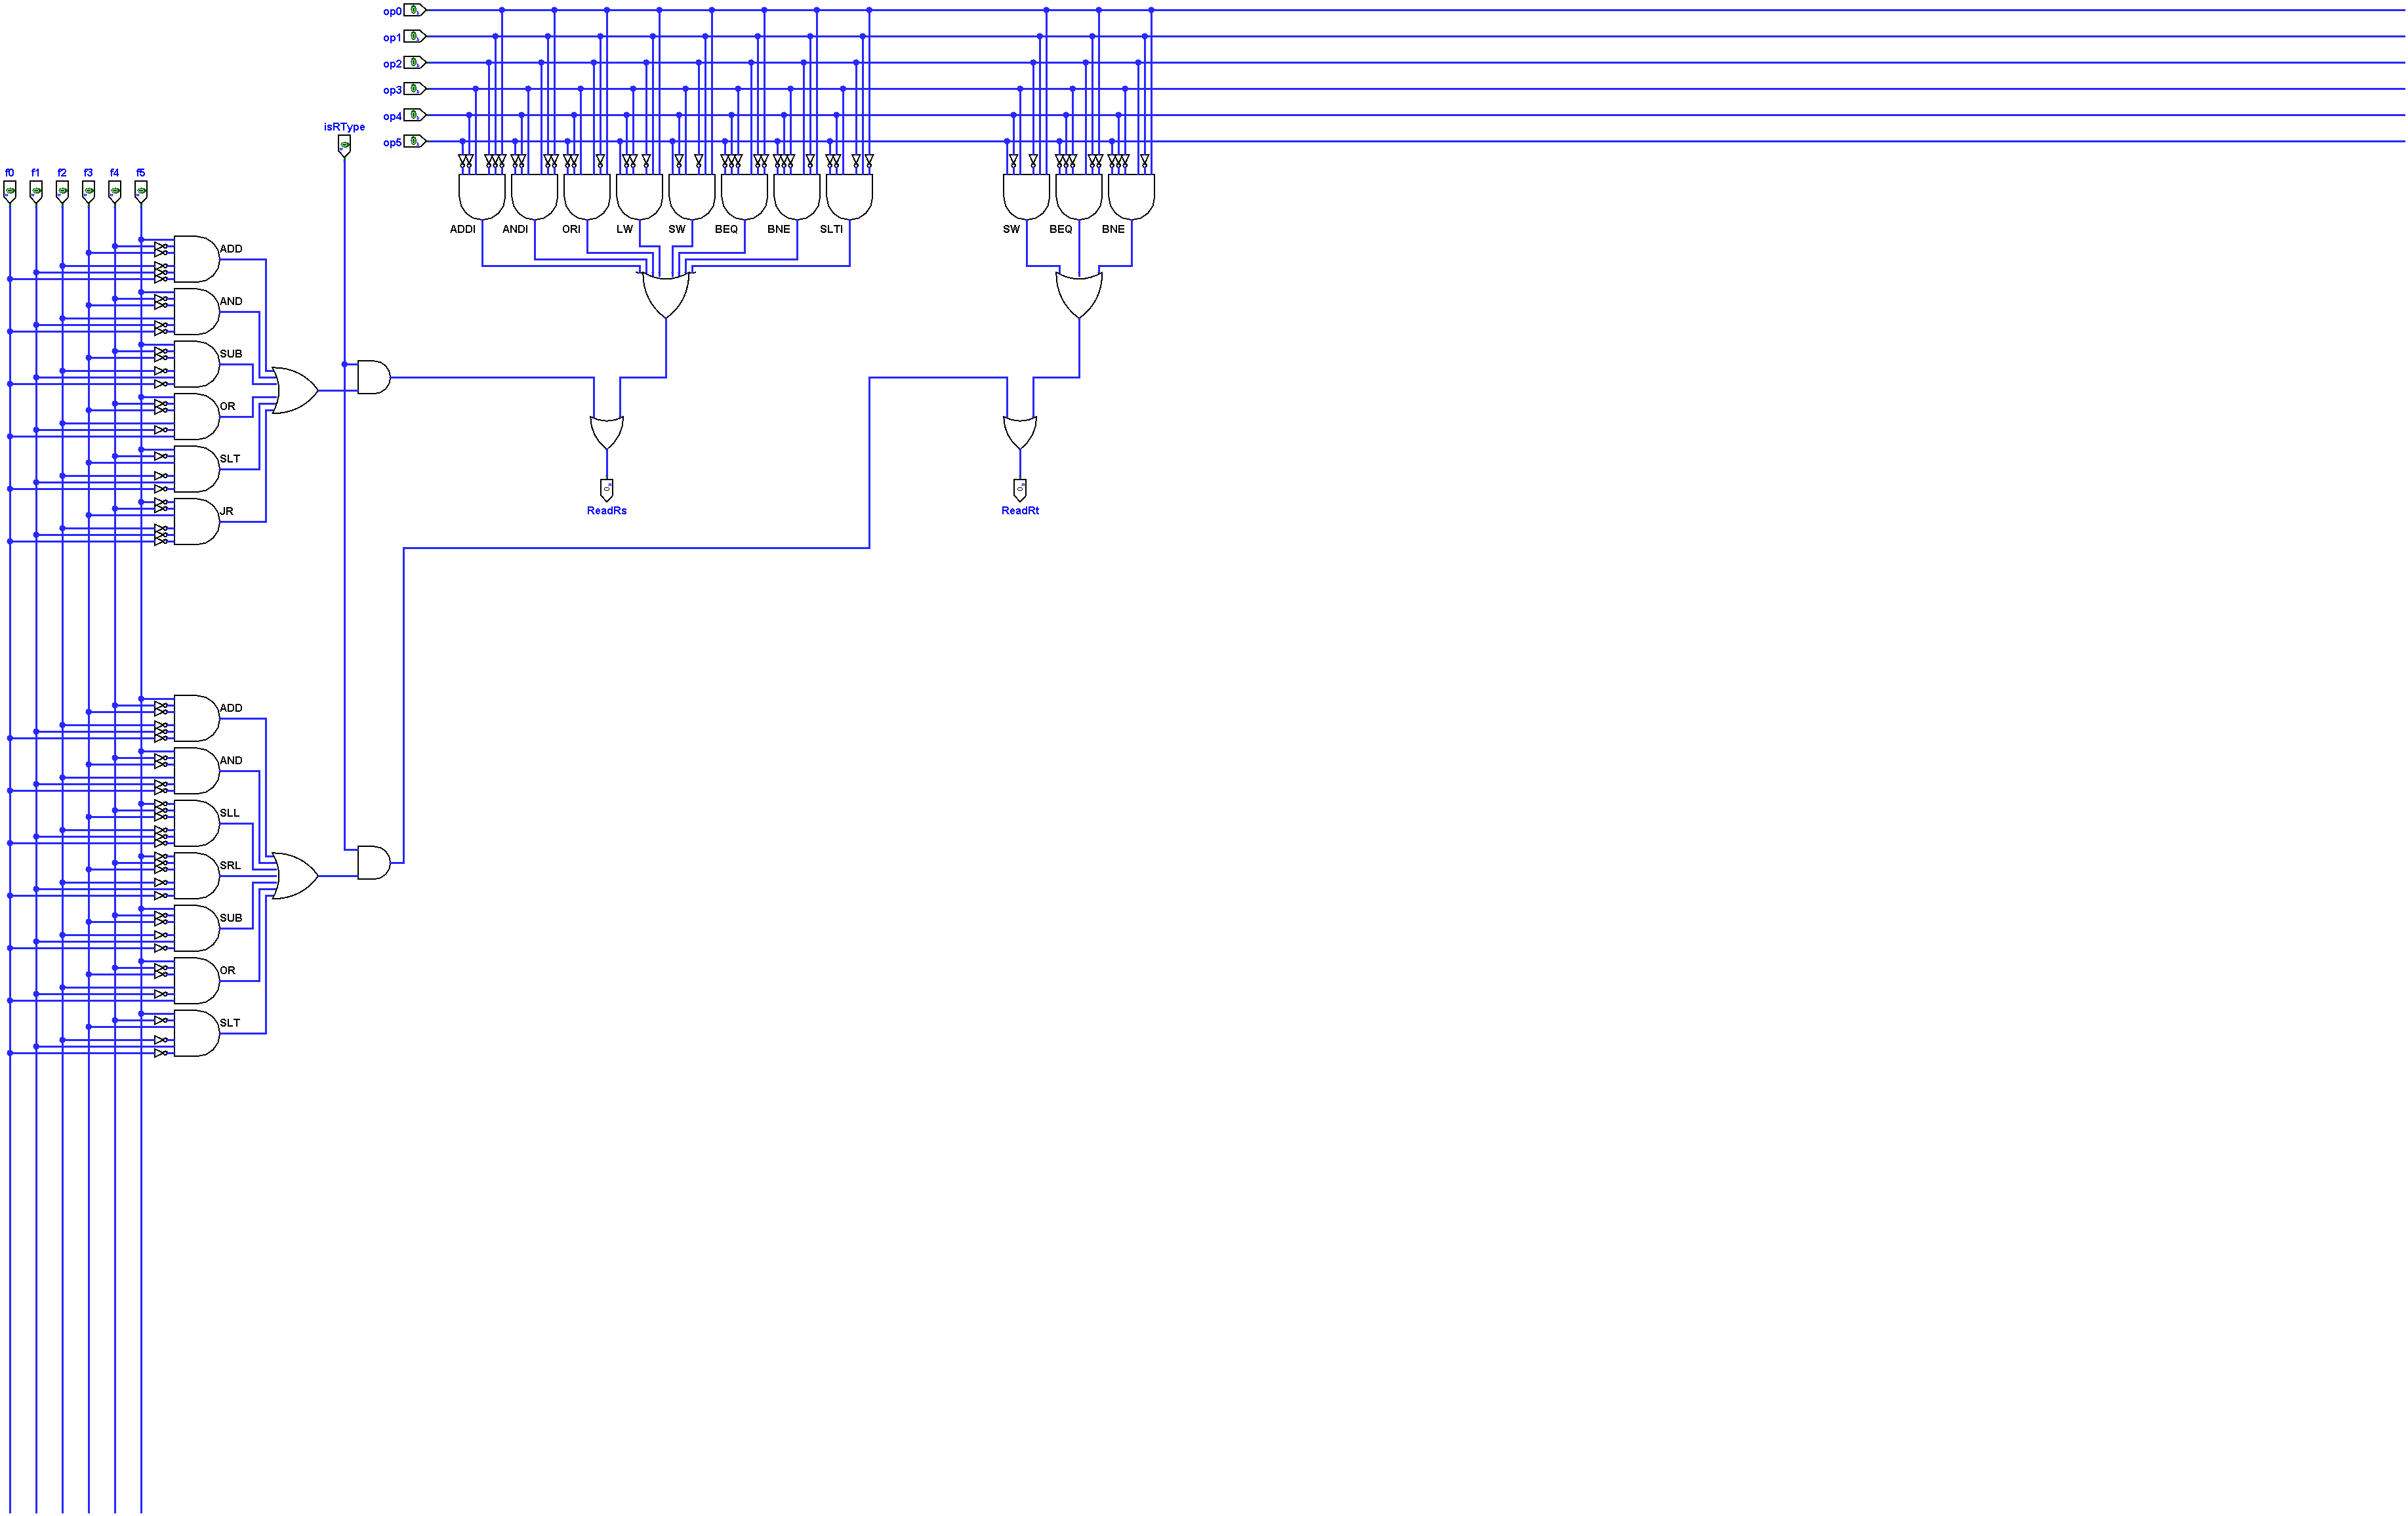 op0
op1
op2
op3
op4
op5
isRType
f0 f1 f2 f3 f4 f5
ADDI ANDI ORI LW SW BEQ BNE SLTI SW BEQ BNE
ADD
AND
SUB
OR
SLT
JR
ReadRs ReadRt
ADD
AND
SLL
SRL
SUB
OR
SLT